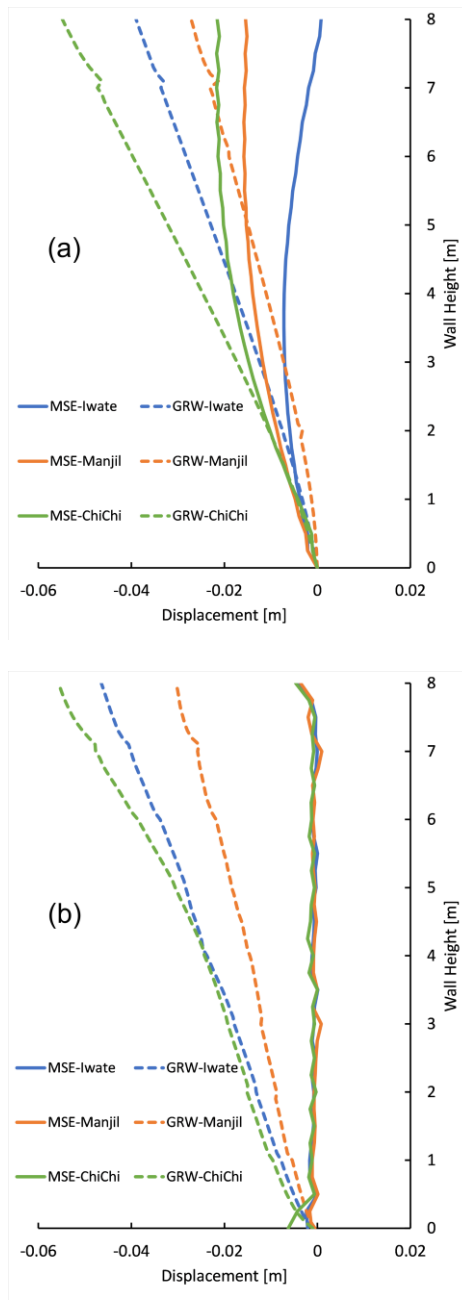 8
7
6
5
(a)
4
Wall Height [m]
3
MSE-Iwate GRW-Iwate
2
MSE-Manjil GRW-Manjil
1
MSE-ChiChi GRW-ChiChi
0
-0.06 -0.04 -0.02 0 0.02
Displacement [m]
8
7
6
5
(b)
4
Wall Height [m]
3
MSE-Iwate GRW-Iwate
2
MSE-Manjil GRW-Manjil
1
MSE-ChiChi GRW-ChiChi
0
-0.06 -0.04 -0.02 0 0.02
Displacement [m]